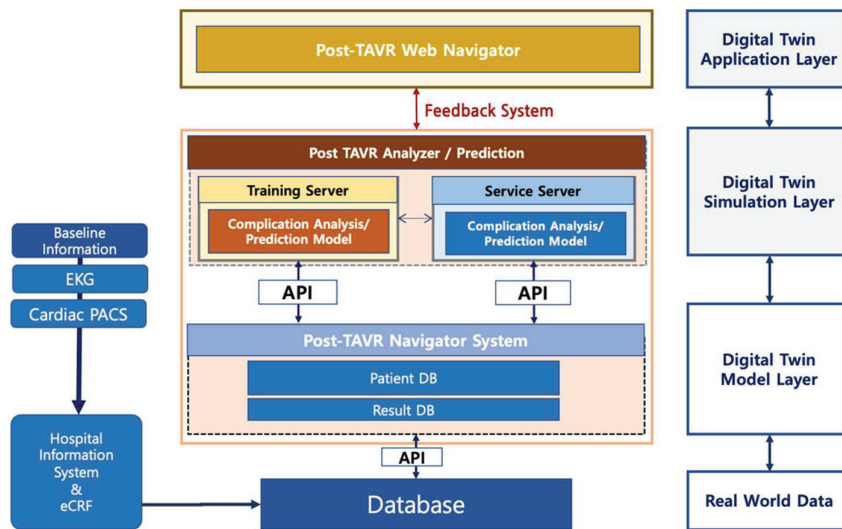 Post-TAVR Web Navigator
Feedback System
Post TAVR Analyzer / Prediction
Training Server
Complication Analysis/
Prediction Model
Service Server
Complication Analysis/
Prediction Model
API
API
Post-TAVR Navigator System
Patient DB
Result DB
API
Database
Baseline
Information
EKG
Cardiac PACS
Hospital
Information
System
&
eCRF
Digital Twin
Application Layer
Digital Twin
Simulation Layer
Digital Twin
Model Layer
Real World Data